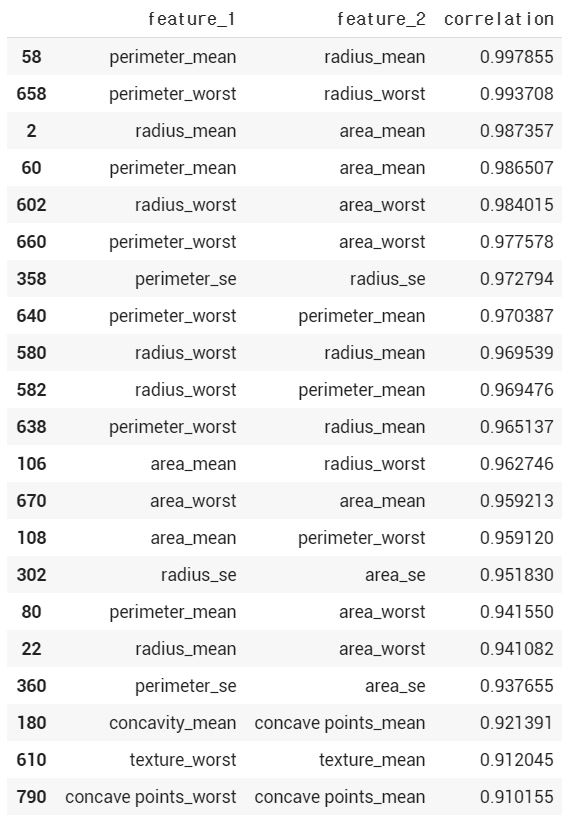 feature_1 feature_2 correlation
58 perimeter_mean radius_mean 0.997855
658 perimeter_worst radius_worst 0.993708
2 radius_mean area_mean 0.987357
60 perimeter_mean area_mean 0.986507
602 radius_worst area_worst 0.984015
660 perimeter_worst area_worst 0.977578
358 perimeter_se radius_se 0.972794
640 perimeter_worst perimeter_mean 0.970387
580 radius_worst radius_mean 0.969539
582 radius_worst perimeter_mean 0.969476
638 perimeter_worst radius_mean 0.965137
106 area_mean radius_worst 0.962746
670 area_worst area_mean 0.959213
108 area_mean perimeter_worst 0.959120
302 radius_se area_se 0.951830
80 perimeter_mean area_worst 0.941550
22 radius_mean area_worst 0.941082
360 perimeter_se area_se 0.937655
180 concavity_mean concave points_mean 0.921391
610 texture_worst texture_mean 0.912045
790 concave points_worst concave points_mean 0.910155